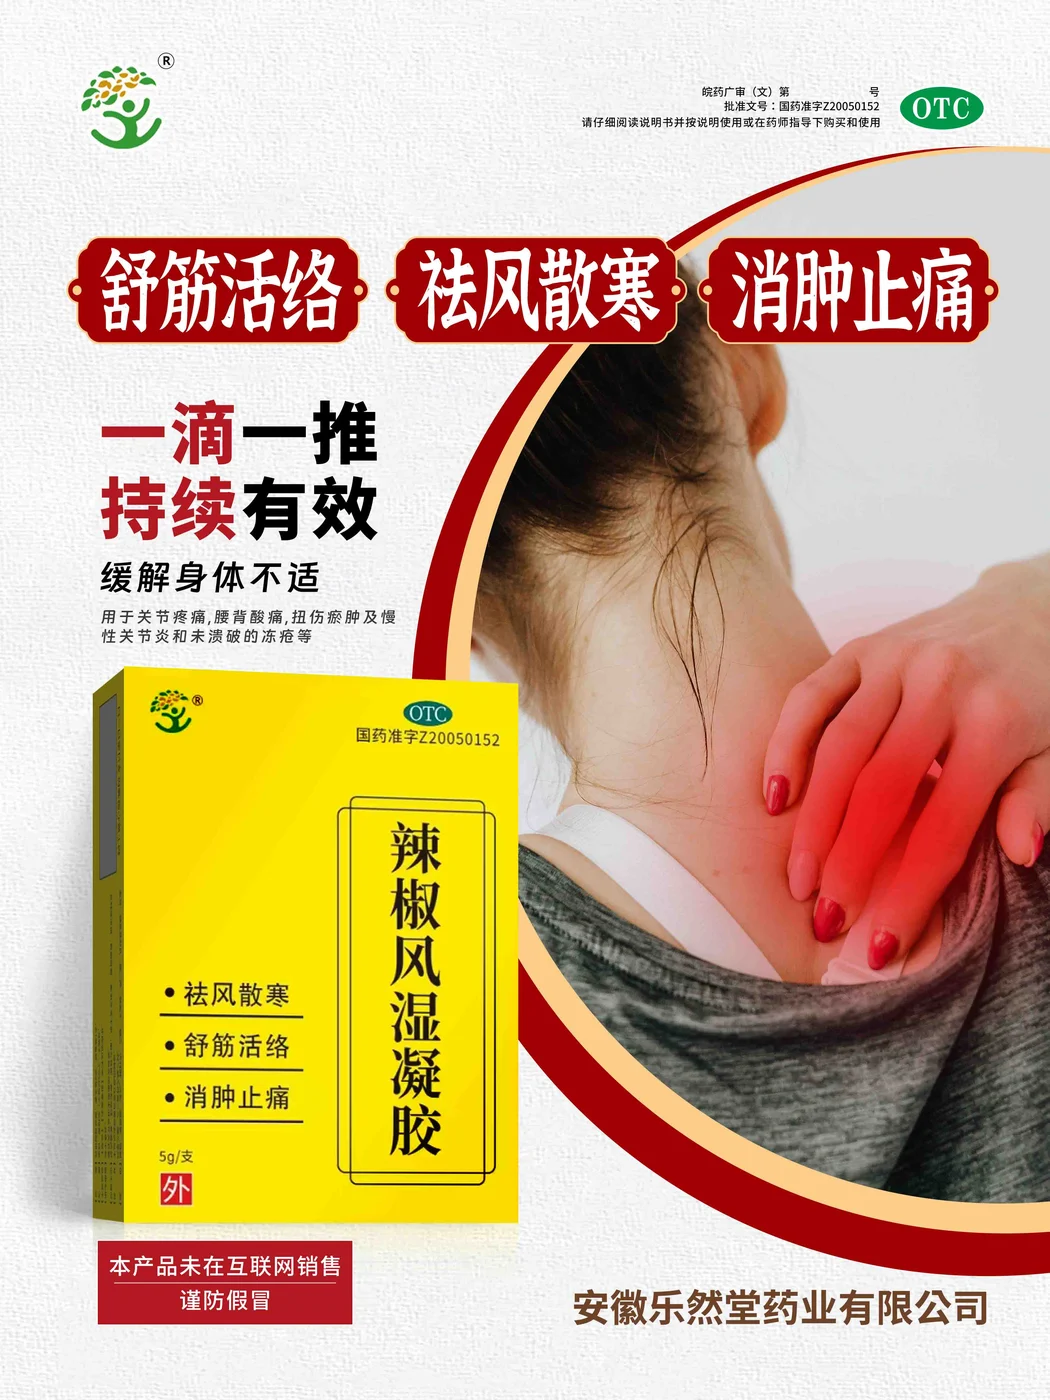 ®
皖药广审（文）第 号
批准文号：国药准字Z20050152
请仔细阅读说明书并按说明使用或在药师指导下购买和使用
OTC
舒筋活络 祛风散寒 消肿止痛
一滴一推
持续有效
缓解身体不适
用于关节疼痛,腰背酸痛,扭伤瘀肿及慢
性关节炎和未溃破的冻疮等
®
OTC
国药准字Z20050152
辣椒风湿凝胶
•祛风散寒
•舒筋活络
•消肿止痛
5g/支
外
本产品未在互联网销售
谨防假冒
安徽乐然堂药业有限公司